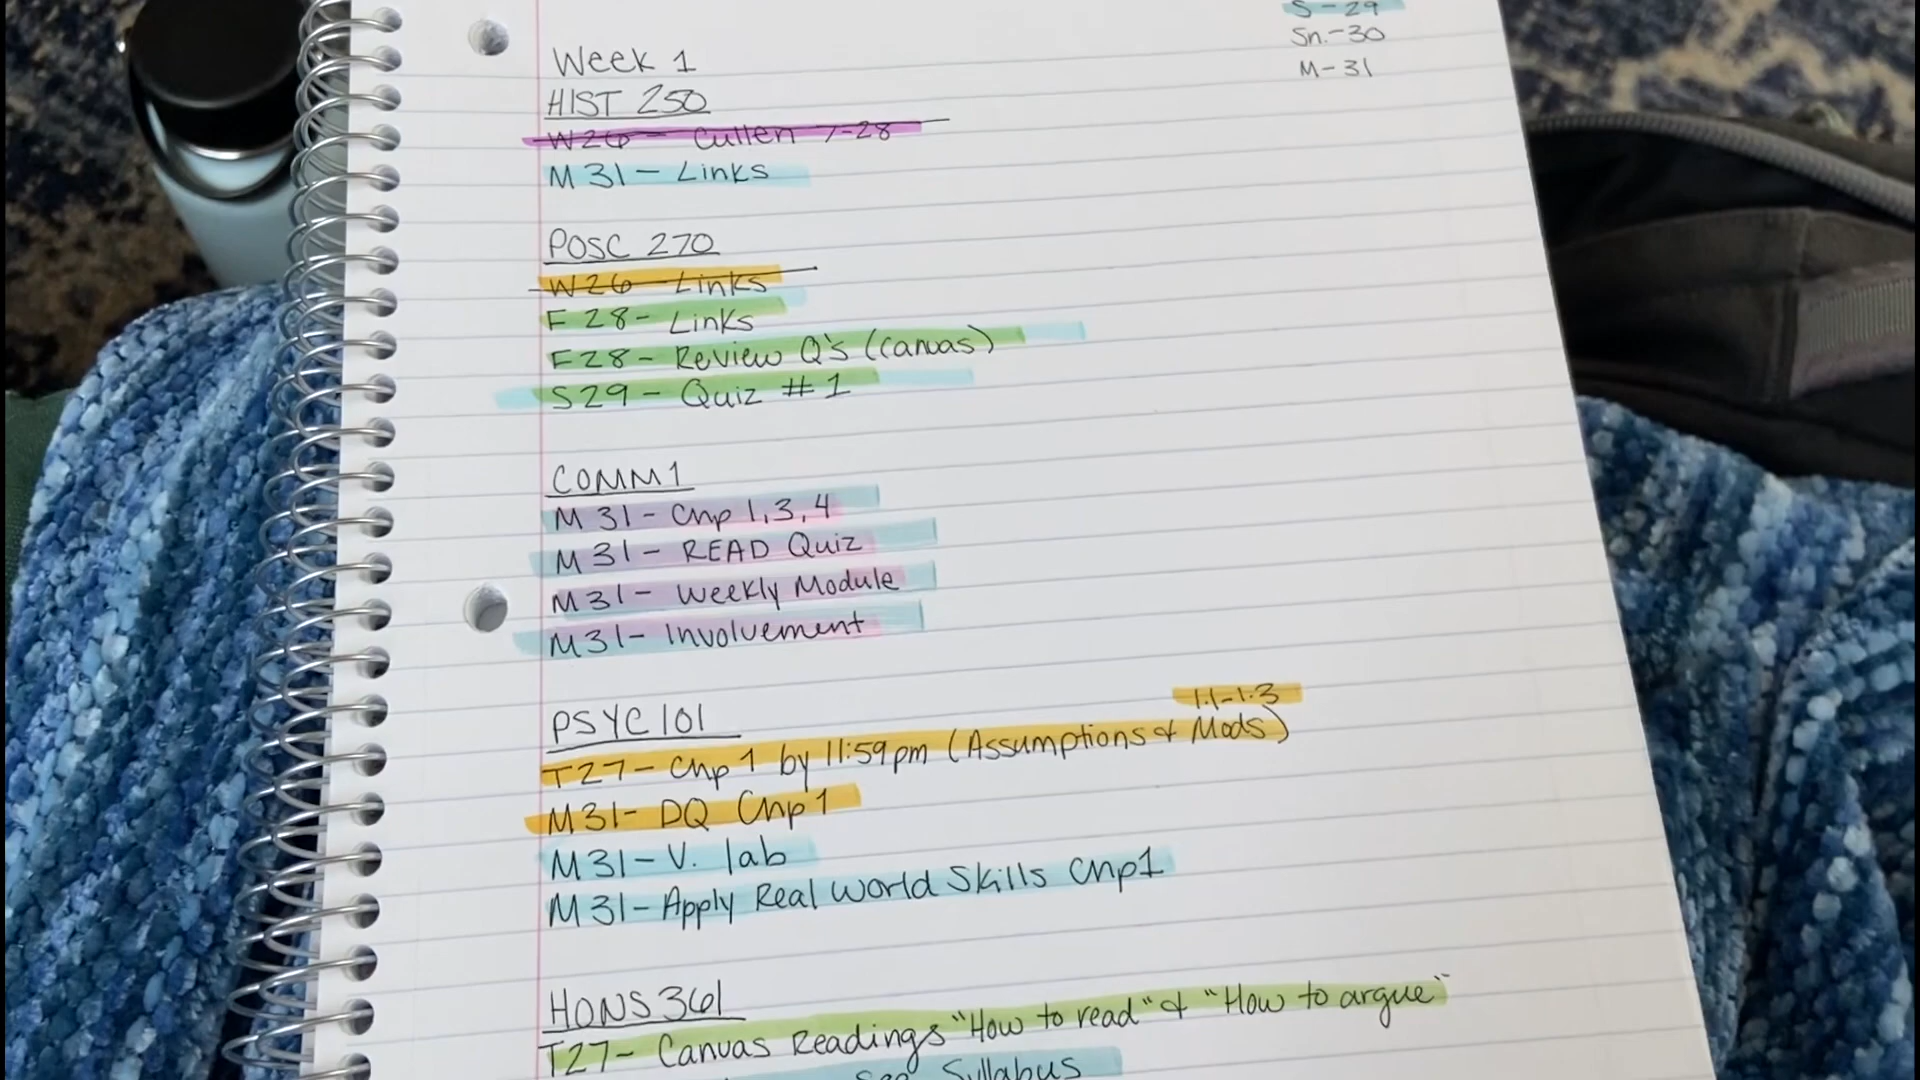 S-29
Sn.-30
M-31
Week 1
HIST 250
W26- Cullen 7-28
M31- Links
POSC 270
W26- Links
F28- Links
F28- Review Q's (canvas)
S29- Quiz #1
COMM1
M31- Chp 1,3,4
M31- READ Quiz
M31- Weekly Module
M31- Involvement
PSYC101
1.1-1.3
T27- Chp 1 by 11:59pm (Assumptions & Mods)
M31- DQ Chp 1
M31- V. lab
M31- Apply Real World Skills Chp1
HONS361
T27- Canvas Readings "How to read" & "How to argue"
Syllabus